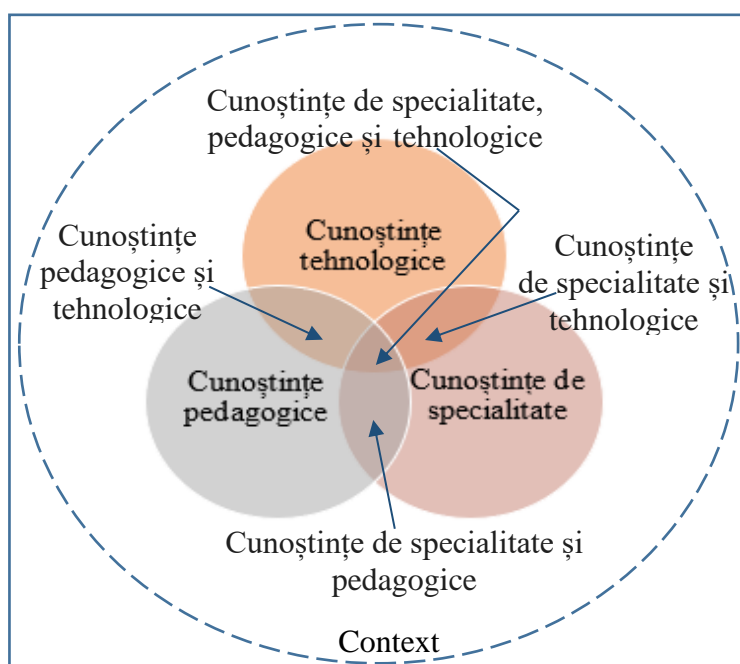 Cunoștințe de specialitate,
pedagogice și tehnologice
Cunoștințe
tehnologice
Cunoștințe
pedagogice și
tehnologice
Cunoștințe
de specialitate și
tehnologice
Cunoștințe
pedagogice
Cunoștințe de
specialitate
Cunoștințe de specialitate și
pedagogice
Context